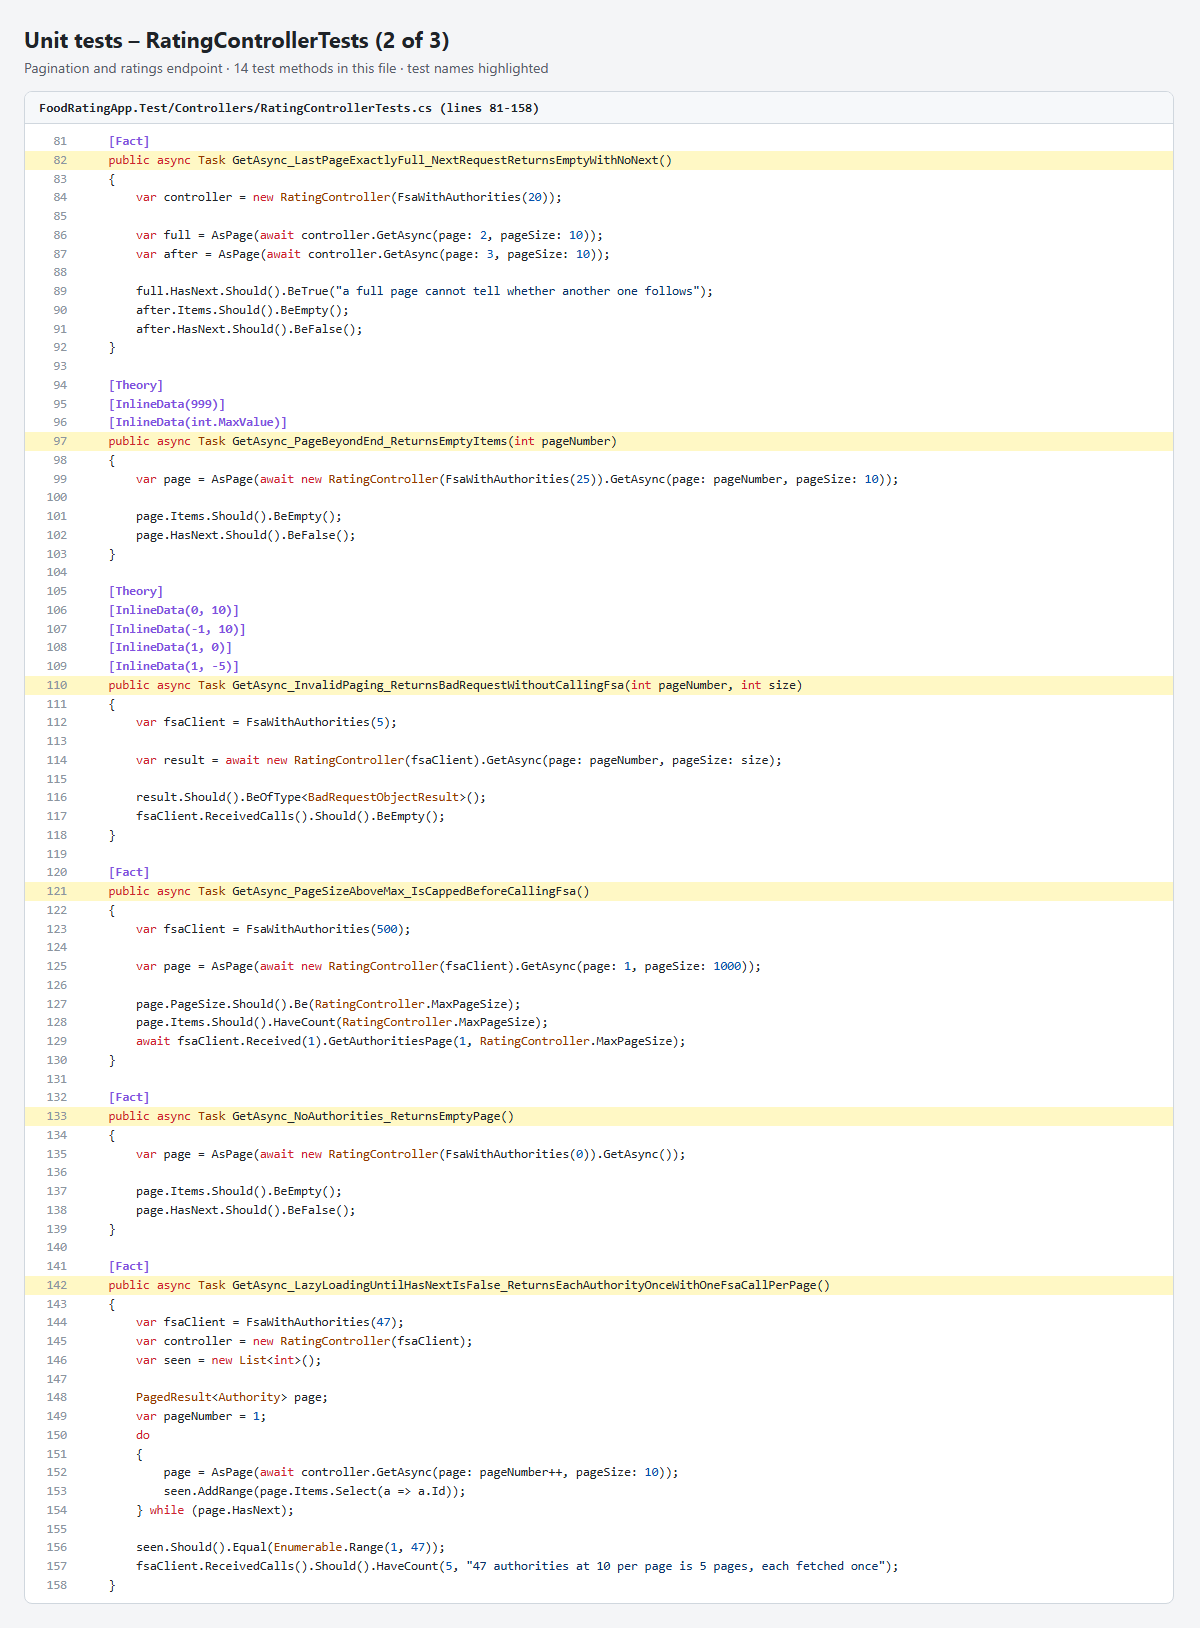 Unit tests – RatingControllerTests (2 of 3)
Pagination and ratings endpoint · 14 test methods in this file · test names highlighted
FoodRatingApp.Test/Controllers/RatingControllerTests.cs (lines 81-158)
81 [Fact]
82 public async Task GetAsync_LastPageExactlyFull_NextRequestReturnsEmptyWithNoNext()
83 {
84 var controller = new RatingController(FsaWithAuthorities(20));
85
86 var full = AsPage(await controller.GetAsync(page: 2, pageSize: 10));
87 var after = AsPage(await controller.GetAsync(page: 3, pageSize: 10));
88
89 full.HasNext.Should().BeTrue("a full page cannot tell whether another one follows");
90 after.Items.Should().BeEmpty();
91 after.HasNext.Should().BeFalse();
92 }
93
94 [Theory]
95 [InlineData(999)]
96 [InlineData(int.MaxValue)]
97 public async Task GetAsync_PageBeyondEnd_ReturnsEmptyItems(int pageNumber)
98 {
99 var page = AsPage(await new RatingController(FsaWithAuthorities(25)).GetAsync(page: pageNumber, pageSize: 10));
100
101 page.Items.Should().BeEmpty();
102 page.HasNext.Should().BeFalse();
103 }
104
105 [Theory]
106 [InlineData(0, 10)]
107 [InlineData(-1, 10)]
108 [InlineData(1, 0)]
109 [InlineData(1, -5)]
110 public async Task GetAsync_InvalidPaging_ReturnsBadRequestWithoutCallingFsa(int pageNumber, int size)
111 {
112 var fsaClient = FsaWithAuthorities(5);
113
114 var result = await new RatingController(fsaClient).GetAsync(page: pageNumber, pageSize: size);
115
116 result.Should().BeOfType<BadRequestObjectResult>();
117 fsaClient.ReceivedCalls().Should().BeEmpty();
118 }
119
120 [Fact]
121 public async Task GetAsync_PageSizeAboveMax_IsCappedBeforeCallingFsa()
122 {
123 var fsaClient = FsaWithAuthorities(500);
124
125 var page = AsPage(await new RatingController(fsaClient).GetAsync(page: 1, pageSize: 1000));
126
127 page.PageSize.Should().Be(RatingController.MaxPageSize);
128 page.Items.Should().HaveCount(RatingController.MaxPageSize);
129 await fsaClient.Received(1).GetAuthoritiesPage(1, RatingController.MaxPageSize);
130 }
131
132 [Fact]
133 public async Task GetAsync_NoAuthorities_ReturnsEmptyPage()
134 {
135 var page = AsPage(await new RatingController(FsaWithAuthorities(0)).GetAsync());
136
137 page.Items.Should().BeEmpty();
138 page.HasNext.Should().BeFalse();
139 }
140
141 [Fact]
142 public async Task GetAsync_LazyLoadingUntilHasNextIsFalse_ReturnsEachAuthorityOnceWithOneFsaCallPerPage()
143 {
144 var fsaClient = FsaWithAuthorities(47);
145 var controller = new RatingController(fsaClient);
146 var seen = new List<int>();
147
148 PagedResult<Authority> page;
149 var pageNumber = 1;
150 do
151 {
152 page = AsPage(await controller.GetAsync(page: pageNumber++, pageSize: 10));
153 seen.AddRange(page.Items.Select(a => a.Id));
154 } while (page.HasNext);
155
156 seen.Should().Equal(Enumerable.Range(1, 47));
157 fsaClient.ReceivedCalls().Should().HaveCount(5, "47 authorities at 10 per page is 5 pages, each fetched once");
158 }